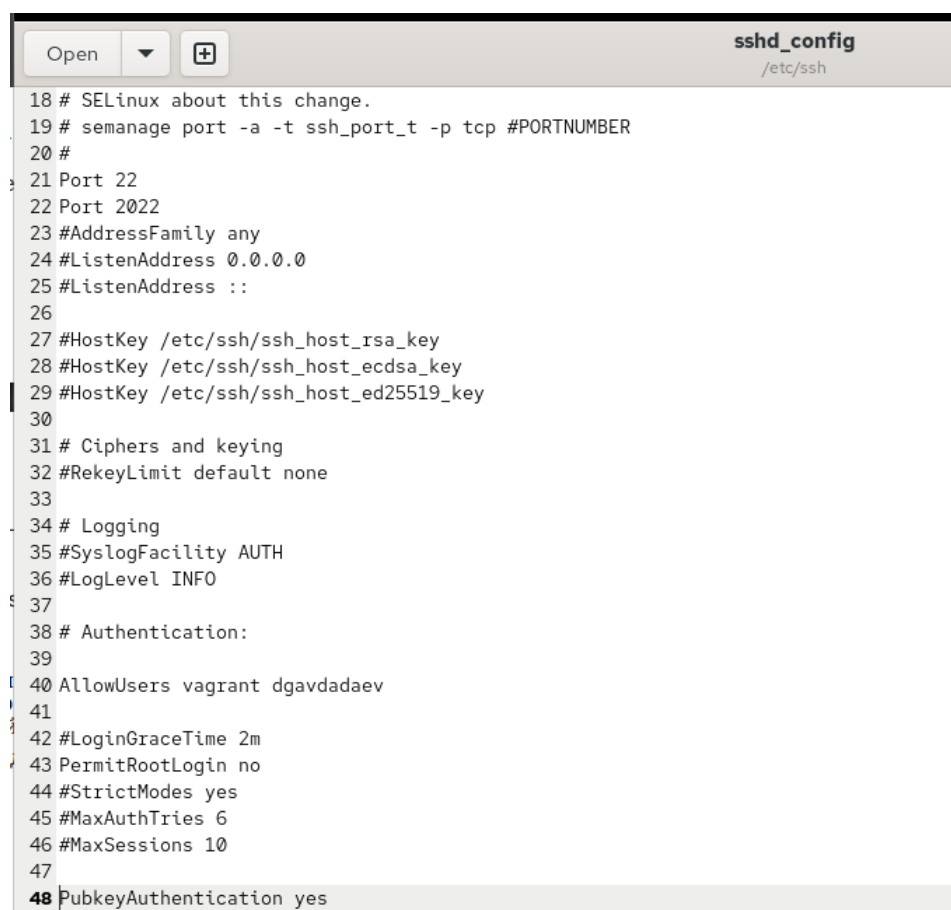 Open
sshd_config
/etc/ssh
18 # SELinux about this change.
19 # semanage port -a -t ssh_port_t -p tcp #PORTNUMBER
20 #
21 Port 22
22 Port 2022
23 #AddressFamily any
24 #ListenAddress 0.0.0.0
25 #ListenAddress ::
26
27 #HostKey /etc/ssh/ssh_host_rsa_key
28 #HostKey /etc/ssh/ssh_host_ecdsa_key
29 #HostKey /etc/ssh/ssh_host_ed25519_key
30
31 # Ciphers and keying
32 #RekeyLimit default none
33
34 # Logging
35 #SyslogFacility AUTH
36 #LogLevel INFO
37
38 # Authentication:
39
40 AllowUsers vagrant dgavdadaev
41
42 #LoginGraceTime 2m
43 PermitRootLogin no
44 #StrictModes yes
45 #MaxAuthTries 6
46 #MaxSessions 10
47
48 PubkeyAuthentication yes